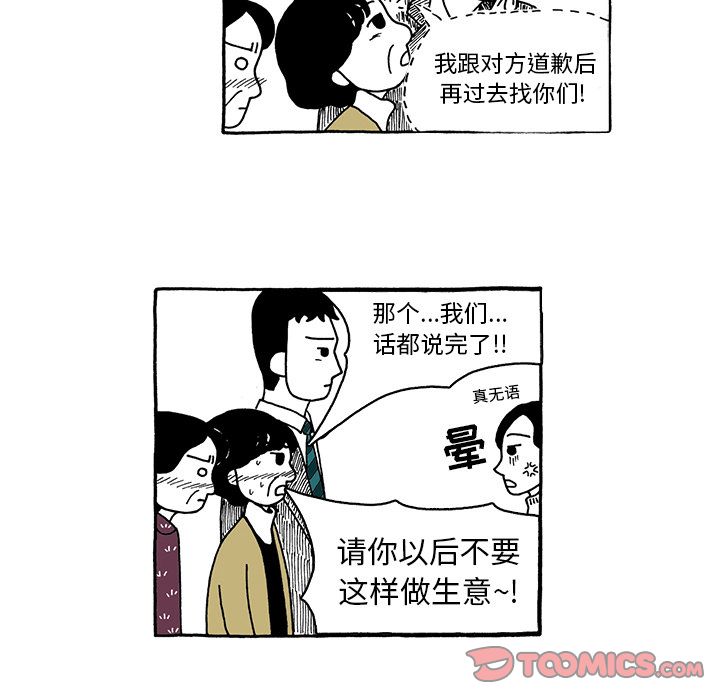 我跟对方道歉后
再过去找你们!
那个...我们...
话都说完了!!
真无语
晕
请你以后不要
这样做生意~!
TOOMICS.COM